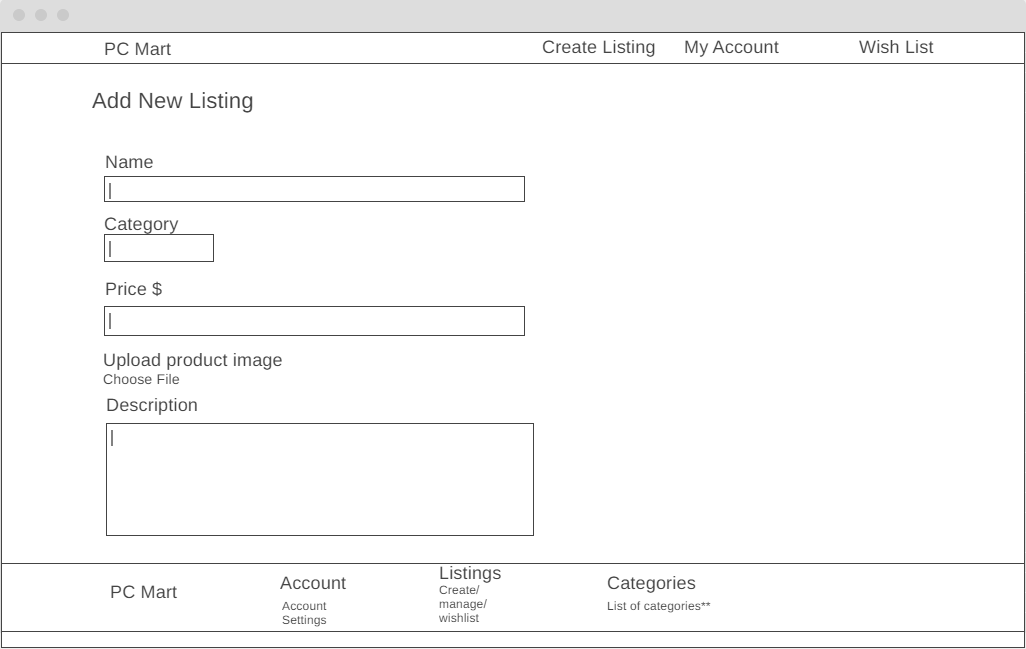 PC Mart
Create Listing
My Account
Wish List
Add New Listing
Name
Category
Price $
Upload product image
Choose File
Description
PC Mart
Account
Account
Settings
Listings
Create/
manage/
wishlist
Categories
List of categories**